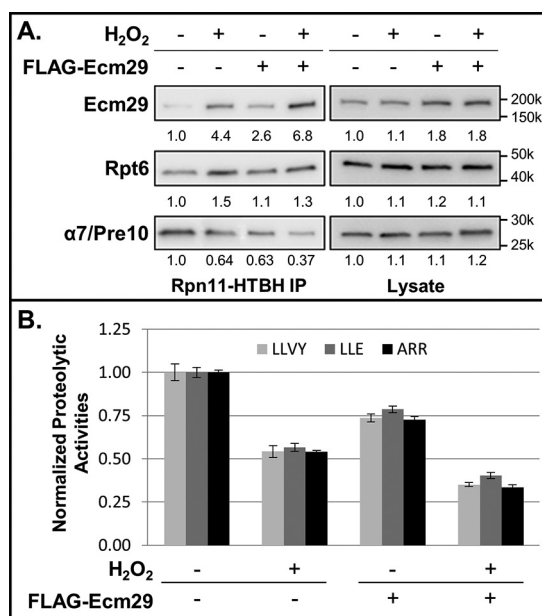 A.
H2O2 - + - + - + - +
FLAG-Ecm29 - - + + - - + +
Ecm29 200k
150k
1.0 4.4 2.6 6.8 1.0 1.1 1.8 1.8
Rpt6 50k
40k
1.0 1.5 1.1 1.3 1.0 1.1 1.2 1.1
α7/Pre10 30k
25k
1.0 0.64 0.63 0.37 1.0 1.1 1.1 1.2
Rpn11-HTBH IP Lysate
B.
Normalized Proteolytic
Activities
1.25
1.00
0.75
0.50
0.25
0.00
LLVY LLE ARR
H2O2 - + - +
FLAG-Ecm29 - - + +